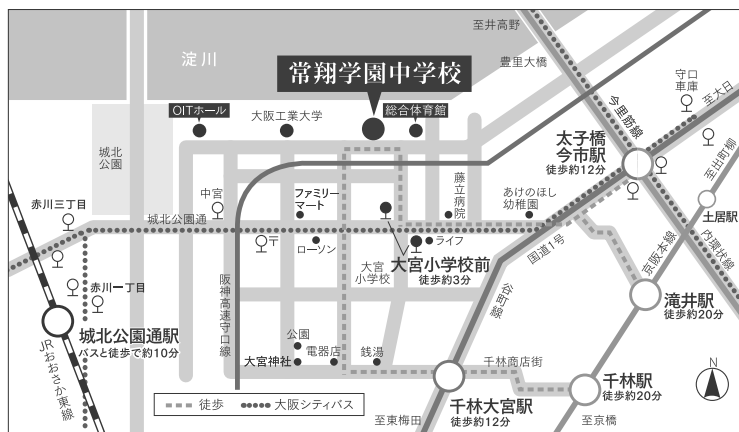 至井高野
淀川
豊里大橋
常翔学園中学校
守口
車庫
至大日
今里筋線
OITホール
大阪工業大学
総合体育館
太子橋
今市駅
徒歩約12分
至出町柳
城北
公園
藤立病院
あけのほし
幼稚園
中宮
ファミリー
マート
赤川三丁目
城北公園通
土居駅
〒
ローソン
ライフ
国道1号
京阪本線
内環状線
大宮
小学校
大宮小学校前
徒歩約3分
赤川一丁目
阪神高速守口線
谷町線
滝井駅
徒歩約20分
城北公園通駅
バスと徒歩で約10分
公園
大宮神社
電器店
銭湯
千林商店街
JRおおさか東線
N
千林大宮駅
徒歩約12分
千林駅
徒歩約20分
徒歩
大阪シティバス
至東梅田
至京橋